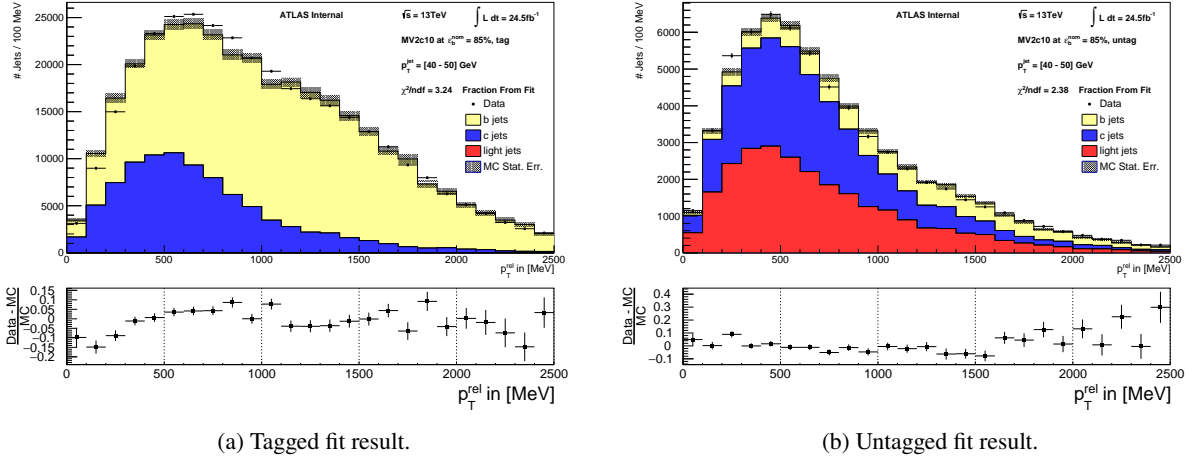 # Jets / 100 MeV
25000
20000
15000
10000
5000
0
ATLAS Internal
√s = 13TeV
∫ L dt = 24.5fb⁻¹
MV2c10 at ε_b^nom = 85%, tag
p_T^jet = [40 - 50] GeV
χ²/ndf = 3.24 Fraction From Fit
Data
b jets
c jets
light jets
MC Stat. Err.
0 500 1000 1500 2000 2500
p_T^rel in [MeV]
Data - MC
MC
0.15
0.1
0.05
0
−0.05
−0.1
−0.15
−0.2
0 500 1000 1500 2000 2500
p_T^rel in [MeV]
(a) Tagged fit result.
# Jets / 100 MeV
6000
5000
4000
3000
2000
1000
0
ATLAS Internal
√s = 13TeV
∫ L dt = 24.5fb⁻¹
MV2c10 at ε_b^nom = 85%, untag
p_T^jet = [40 - 50] GeV
χ²/ndf = 2.38 Fraction From Fit
Data
b jets
c jets
light jets
MC Stat. Err.
0 500 1000 1500 2000 2500
p_T^rel in [MeV]
Data - MC
MC
0.4
0.3
0.2
0.1
0
−0.1
0 500 1000 1500 2000 2500
p_T^rel in [MeV]
(b) Untagged fit result.